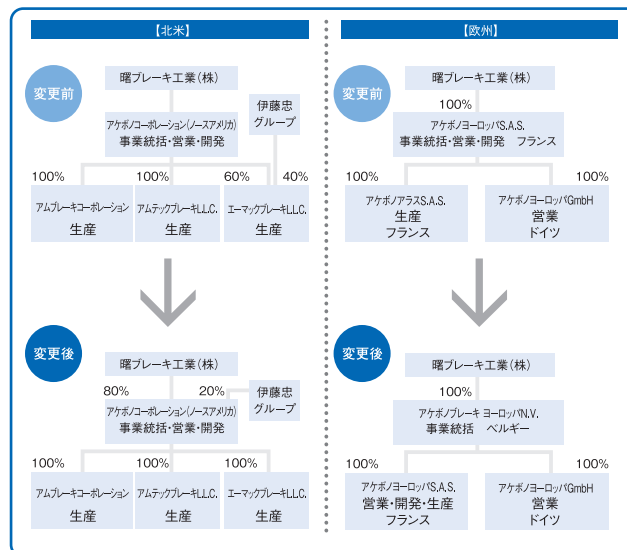 【北米】
変更前
曙ブレーキ工業(株)
アケボノコーポレーション(ノースアメリカ)
事業統括・営業・開発
伊藤忠
グループ
100%
100%
60%
40%
アムブレーキコーポレーション
生産
アムテックブレーキL.L.C.
生産
エーマックブレーキL.L.C.
生産
変更後
曙ブレーキ工業(株)
80%
20%
アケボノコーポレーション(ノースアメリカ)
事業統括・営業・開発
伊藤忠
グループ
100%
100%
100%
アムブレーキコーポレーション
生産
アムテックブレーキL.L.C.
生産
エーマックブレーキL.L.C.
生産
【欧州】
変更前
曙ブレーキ工業(株)
100%
アケボノヨーロッパS.A.S.
事業統括・営業・開発 フランス
100%
100%
アケボノアラスS.A.S.
生産
フランス
アケボノヨーロッパGmbH
営業
ドイツ
変更後
曙ブレーキ工業(株)
100%
アケボノブレーキ ヨーロッパN.V.
事業統括 ベルギー
100%
100%
アケボノヨーロッパS.A.S.
営業・開発・生産
フランス
アケボノヨーロッパGmbH
営業
ドイツ